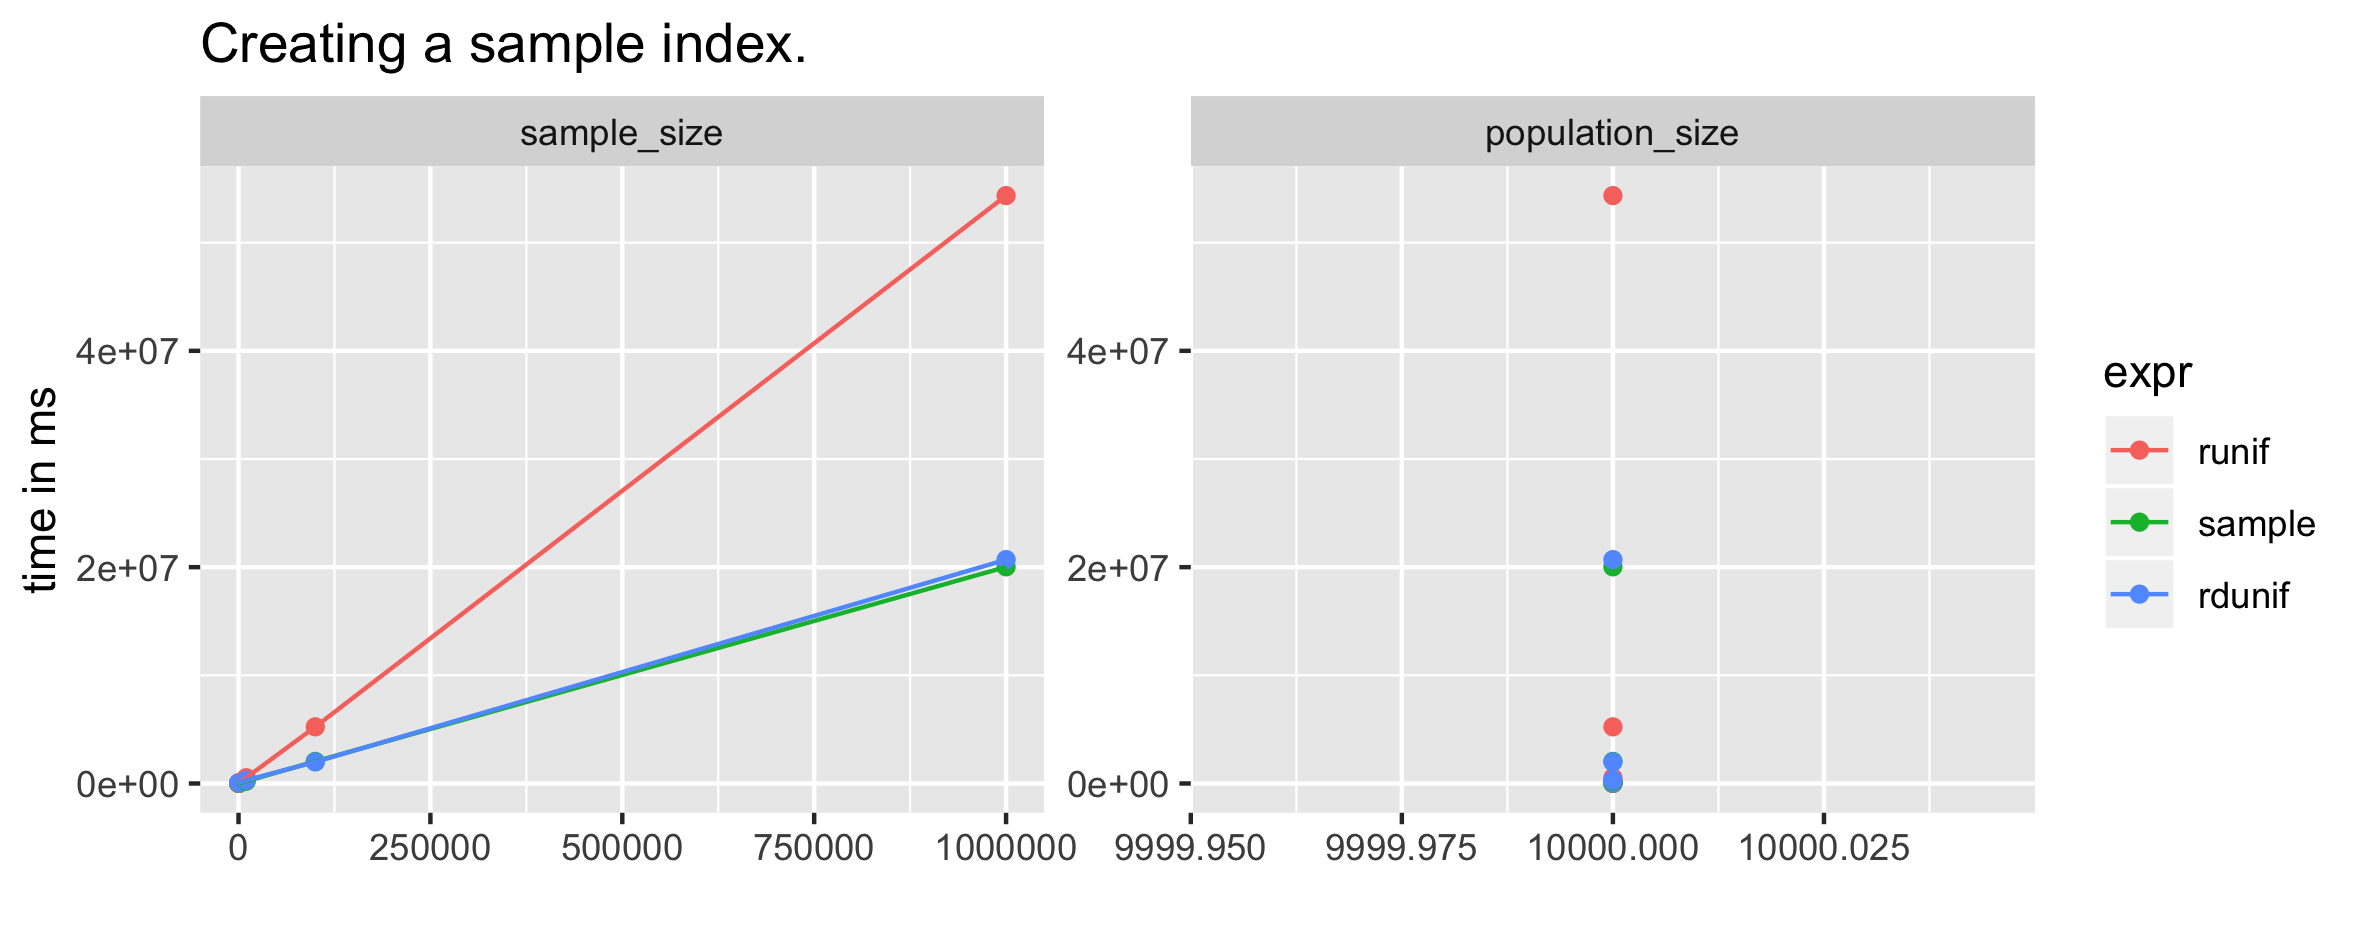 Creating a sample index.
sample_size
population_size
time in ms
4e+07
2e+07
0e+00
0
250000
500000
750000
1000000
4e+07
2e+07
0e+00
9999.950
9999.975
10000.000
10000.025
expr
runif
sample
rdunif